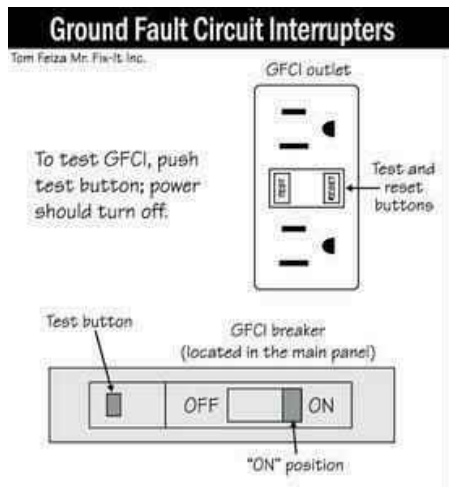 Ground Fault Circuit Interrupters
Tom Feiza Mr. Fix-It Inc.
GFCI outlet
To test GFCI, push
test button; power
should turn off.
TEST
RESET
Test and
reset
buttons
Test button
GFCI breaker
(located in the main panel)
OFF
ON
"ON" position